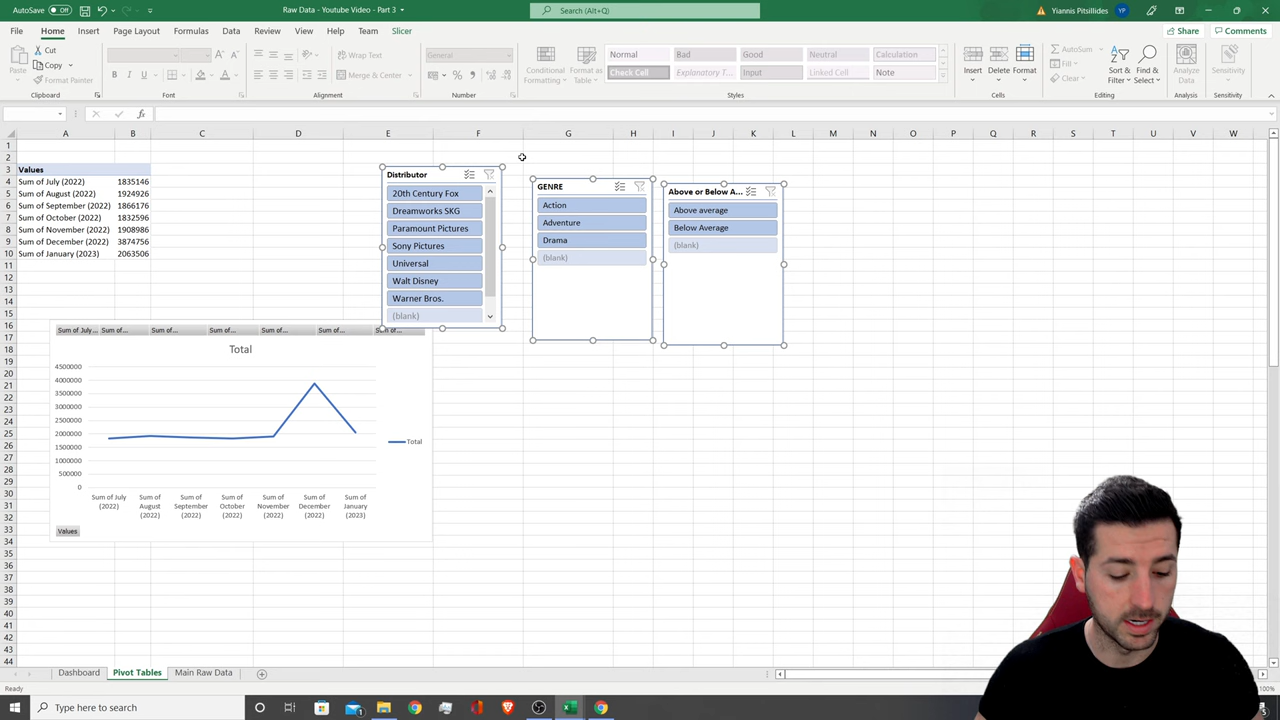 AutoSave Off Raw Data - Youtube Video - Part 3 Search (Alt+Q) Yiannis Pitsillides YP
File Home Insert Page Layout Formulas Data Review View Help Team Slicer Share Comments
Paste Cut Copy Format Painter Clipboard
B I U Font
Wrap Text Merge & Center Alignment
General % Number
Conditional Formatting Format as Table
Normal Bad Good Neutral Calculation
Check Cell Explanatory T... Input Linked Cell Note
Styles
Insert Delete Format Cells
AutoSum Fill Clear Sort & Filter Find & Select Editing
Analyze Data Analysis
Sensitivity Sensitivity
fx
A B C D E F G H I J K L M N O P Q R S T U V W
1
2
3 Values
4 Sum of July (2022) 1835146
5 Sum of August (2022) 1924926
6 Sum of September (2022) 1866176
7 Sum of October (2022) 1832596
8 Sum of November (2022) 1908986
9 Sum of December (2022) 3874756
10 Sum of January (2023) 2063506
11
12
13
14
15
16
17
18
19
20
21
22
23
24
25
26
27
28
29
30
31
32
33
34
35
36
37
38
39
40
41
42
43
44
Distributor
20th Century Fox
Dreamworks SKG
Paramount Pictures
Sony Pictures
Universal
Walt Disney
Warner Bros.
(blank)
GENRE
Action
Adventure
Drama
(blank)
Above or Below A...
Above average
Below Average
(blank)
Sum of July ... Sum of... Sum of... Sum of... Sum of... Sum of... Sum of...
Total
4500000
4000000
3500000
3000000
2500000
2000000
1500000
1000000
500000
0
Total
Sum of July (2022)
Sum of August (2022)
Sum of September (2022)
Sum of October (2022)
Sum of November (2022)
Sum of December (2022)
Sum of January (2023)
Values
Dashboard Pivot Tables Main Raw Data
Ready 100%
Type here to search